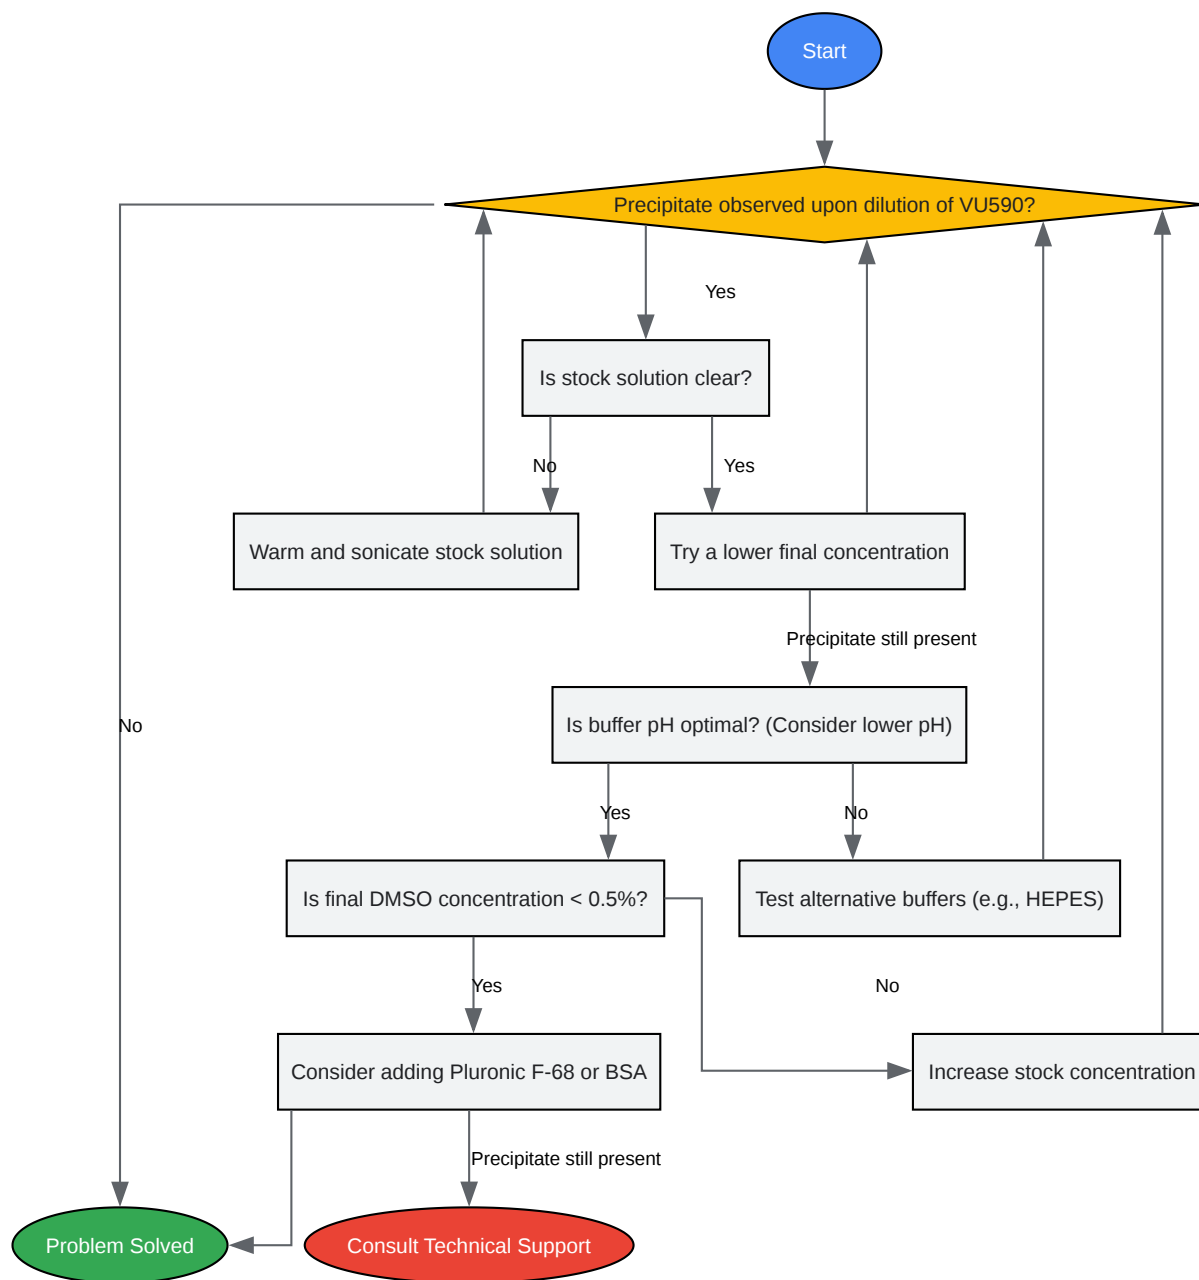 Start
Precipitate observed upon dilution of VU590?
Yes
Is stock solution clear?
No
Yes
Warm and sonicate stock solution
Try a lower final concentration
Precipitate still present
Is buffer pH optimal? (Consider lower pH)
No
Yes
No
Is final DMSO concentration < 0.5%?
Test alternative buffers (e.g., HEPES)
Yes
No
Consider adding Pluronic F-68 or BSA
Increase stock concentration
Precipitate still present
Problem Solved
Consult Technical Support